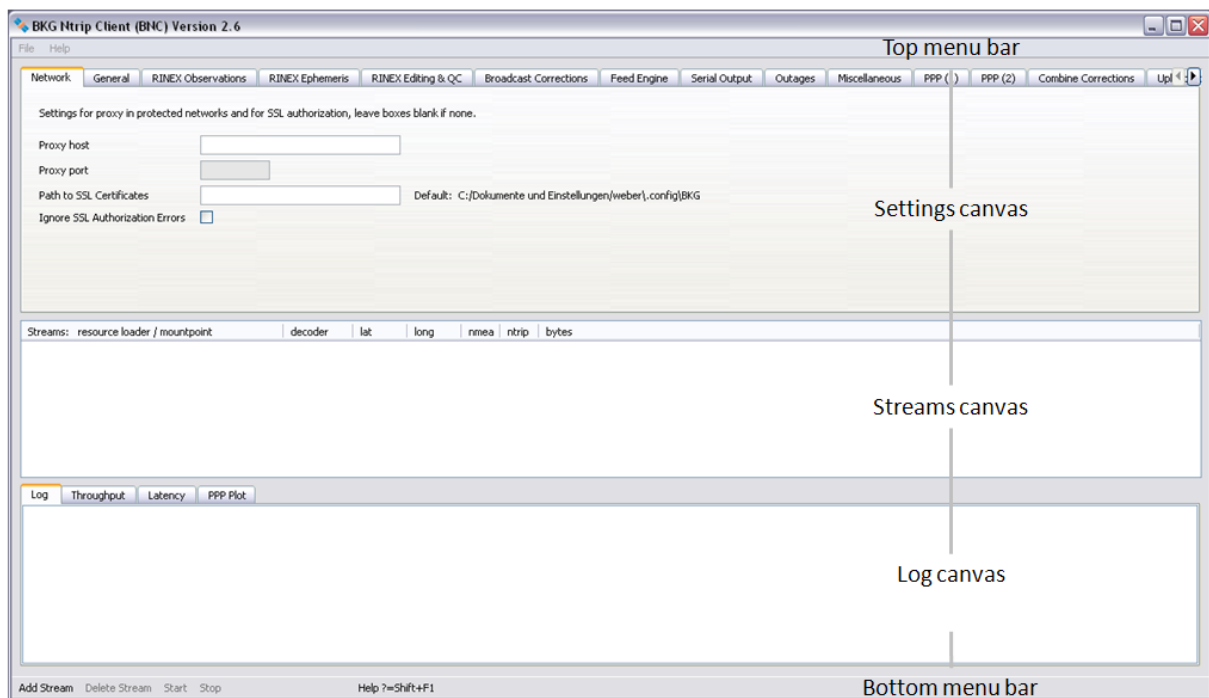 BKG Ntrip Client (BNC) Version 2.6
File Help
Top menu bar
Network General RINEX Observations RINEX Ephemeris RINEX Editing & QC Broadcast Corrections Feed Engine Serial Output Outages Miscellaneous PPP ( ) PPP (2) Combine Corrections Upl
Settings for proxy in protected networks and for SSL authorization, leave boxes blank if none.
Proxy host
Proxy port
Path to SSL Certificates Default: C:/Dokumente und Einstellungen/weber\.config\BKG
Settings canvas
Ignore SSL Authorization Errors
Streams: resource loader / mountpoint decoder lat long nmea ntrip bytes
Streams canvas
Log Throughput Latency PPP Plot
Log canvas
Add Stream Delete Stream Start Stop Help ?=Shift+F1
Bottom menu bar